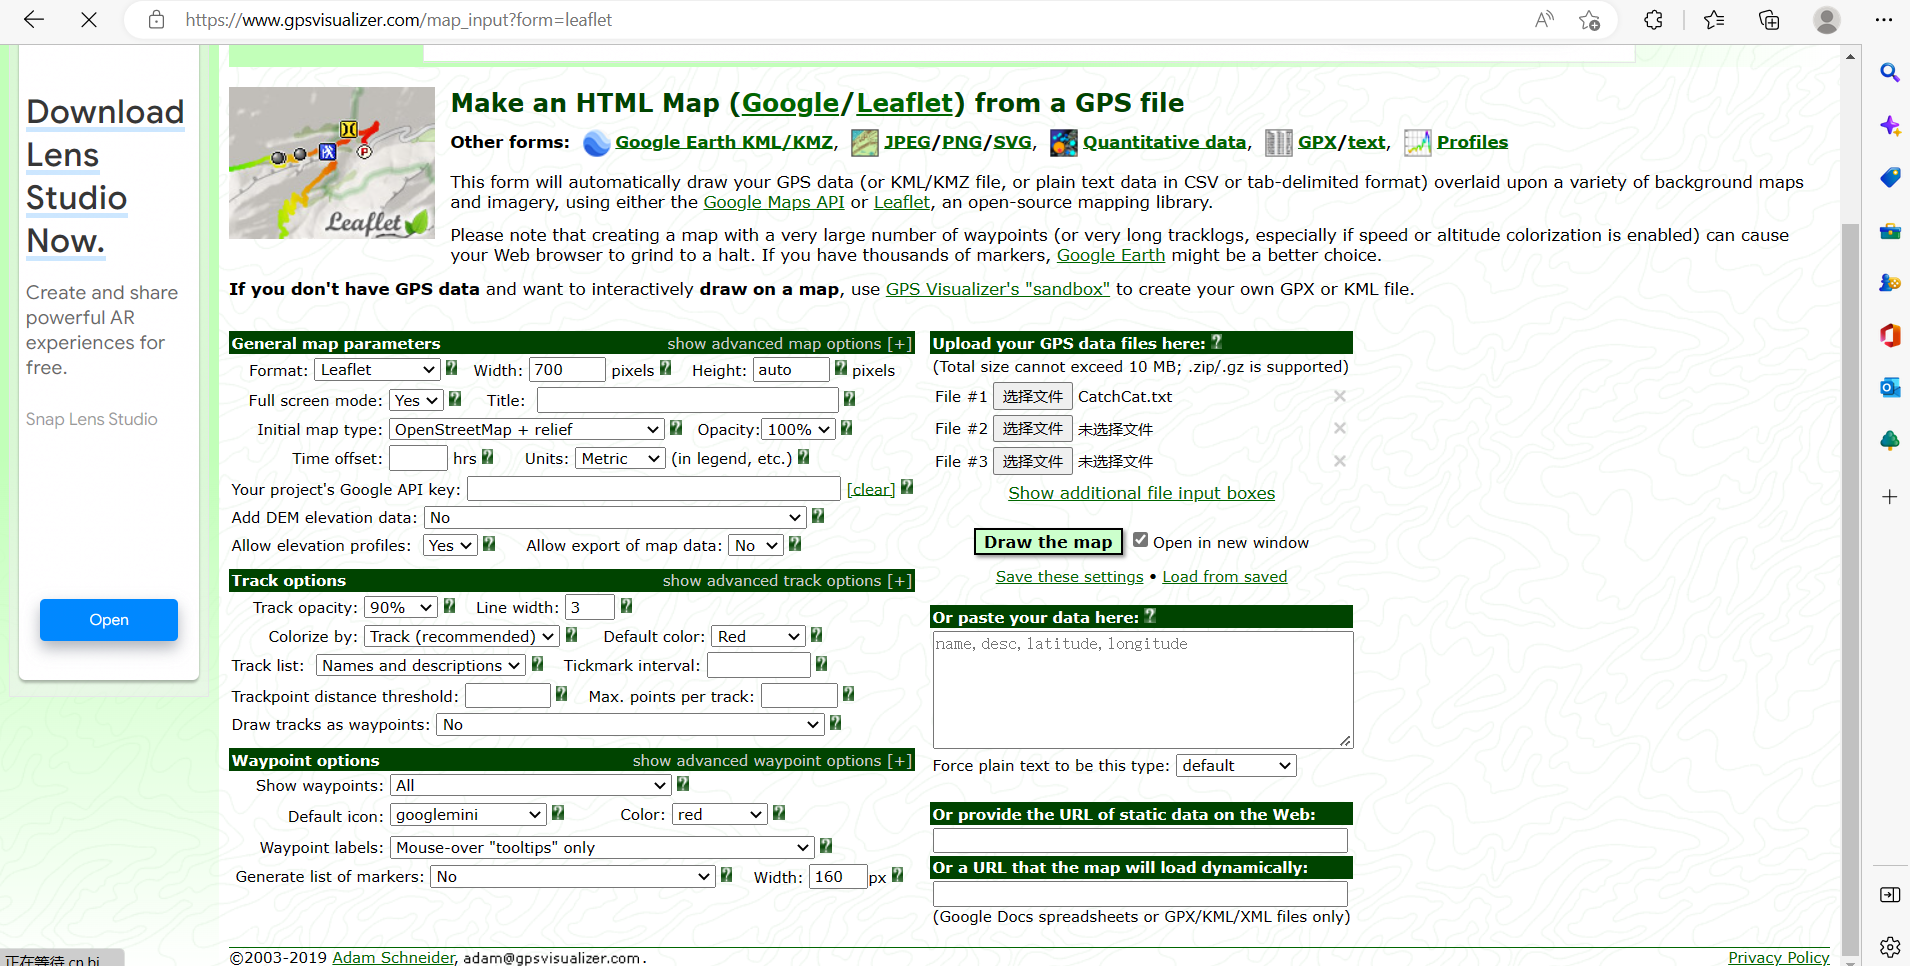 https://www.gpsvisualizer.com/map_input?form=leaflet
Download
Lens
Studio
Now.
Create and share
powerful AR
experiences for
free.
Snap Lens Studio
Open
Leaflet
Make an HTML Map (Google/Leaflet) from a GPS file
Other forms: Google Earth KML/KMZ, JPEG/PNG/SVG, Quantitative data, GPX/text, Profiles
This form will automatically draw your GPS data (or KML/KMZ file, or plain text data in CSV or tab-delimited format) overlaid upon a variety of background maps
and imagery, using either the Google Maps API or Leaflet, an open-source mapping library.
Please note that creating a map with a very large number of waypoints (or very long tracklogs, especially if speed or altitude colorization is enabled) can cause
your Web browser to grind to a halt. If you have thousands of markers, Google Earth might be a better choice.
If you don't have GPS data and want to interactively draw on a map, use GPS Visualizer's "sandbox" to create your own GPX or KML file.
General map parameters show advanced map options [+]
Format: Leaflet ? Width: 700 pixels ? Height: auto ? pixels
Full screen mode: Yes ? Title: ?
Initial map type: OpenStreetMap + relief ? Opacity: 100% ?
Time offset: hrs ? Units: Metric (in legend, etc.) ?
Your project's Google API key: [clear] ?
Add DEM elevation data: No ?
Allow elevation profiles: Yes ? Allow export of map data: No ?
Track options show advanced track options [+]
Track opacity: 90% ? Line width: 3 ?
Colorize by: Track (recommended) ? Default color: Red ?
Track list: Names and descriptions ? Tickmark interval: ?
Trackpoint distance threshold: ? Max. points per track: ?
Draw tracks as waypoints: No ?
Waypoint options show advanced waypoint options [+]
Show waypoints: All ?
Default icon: googlemini ? Color: red ?
Waypoint labels: Mouse-over "tooltips" only ?
Generate list of markers: No ? Width: 160 px ?
Upload your GPS data files here: ?
(Total size cannot exceed 10 MB; .zip/.gz is supported)
File #1 选择文件 CatchCat.txt
File #2 选择文件 未选择文件
File #3 选择文件 未选择文件
Show additional file input boxes
Draw the map Open in new window
Save these settings • Load from saved
Or paste your data here: ?
name,desc,latitude,longitude
Force plain text to be this type: default
Or provide the URL of static data on the Web:
Or a URL that the map will load dynamically:
(Google Docs spreadsheets or GPX/KML/XML files only)
©2003-2019 Adam Schneider, adam@gpsvisualizer.com.
Privacy Policy
正在等待 cn.bi